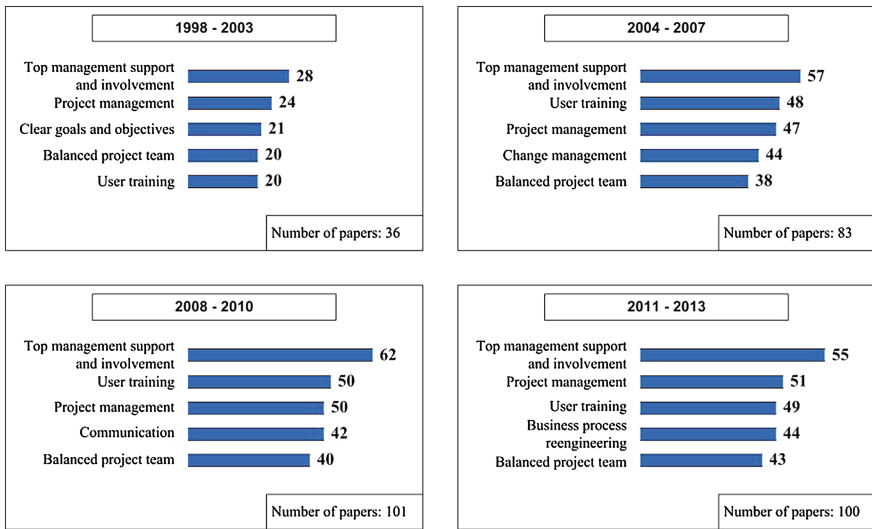 1998 - 2003
Top management support
and involvement
28
Project management
24
Clear goals and objectives
21
Balanced project team
20
User training
20
Number of papers: 36
2004 - 2007
Top management support
and involvement
57
User training
48
Project management
47
Change management
44
Balanced project team
38
Number of papers: 83
2008 - 2010
Top management support
and involvement
62
User training
50
Project management
50
Communication
42
Balanced project team
40
Number of papers: 101
2011 - 2013
Top management support
and involvement
55
Project management
51
User training
49
Business process
reengineering
44
Balanced project team
43
Number of papers: 100